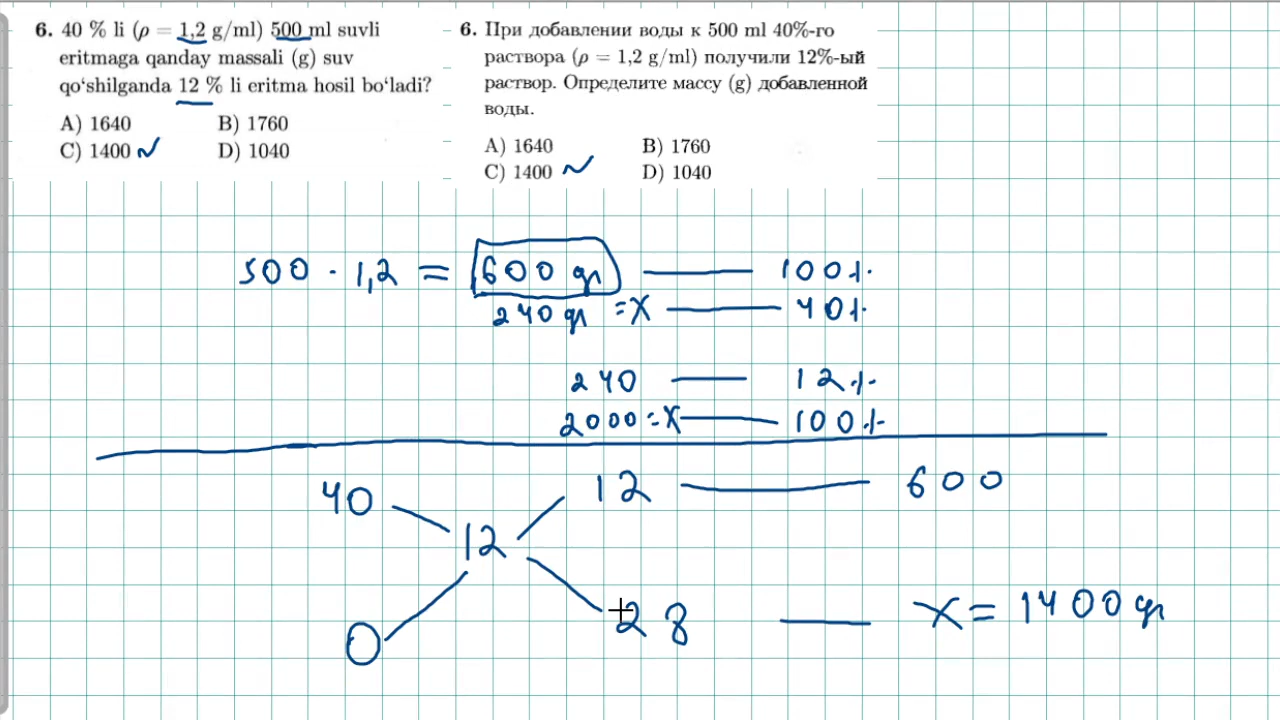 6. 40 % li (ρ = 1,2 g/ml) 500 ml suvli
eritmaga qanday massali (g) suv
qo‘shilganda 12 % li eritma hosil bo‘ladi?
A) 1640 B) 1760
C) 1400 D) 1040
6. При добавлении воды к 500 ml 40%-го
раствора (ρ = 1,2 g/ml) получили 12%-ый
раствор. Определите массу (g) добавленной
воды.
A) 1640 B) 1760
C) 1400 D) 1040
500 · 1,2 = 600 gr — 100%
240 gr = x — 40%
240 — 12%
2000 = x — 100%
40 12 — 600
12
0 28 — x = 1400 gr